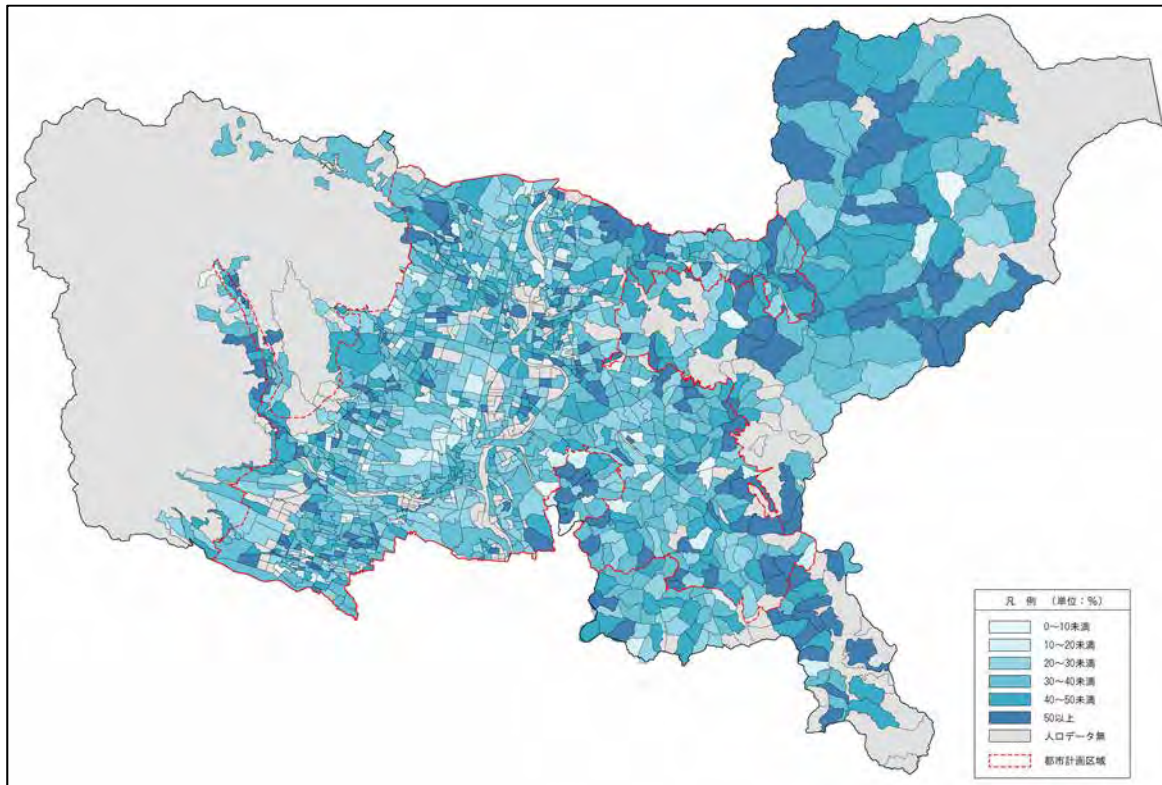 凡 例 (単位:%)
0~10未満
10~20未満
20~30未満
30~40未満
40~50未満
50以上
人口データ無
都市計画区域